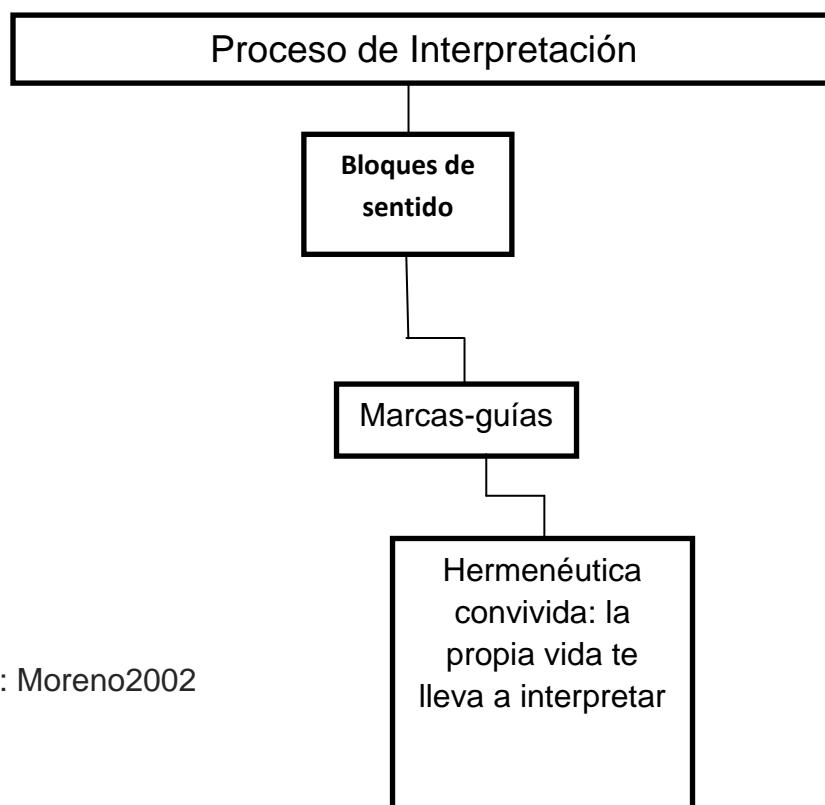 Proceso de Interpretación
Bloques de
sentido
Marcas-guías
Hermenéutica
convivida: la
propia vida te
lleva a interpretar
: Moreno2002